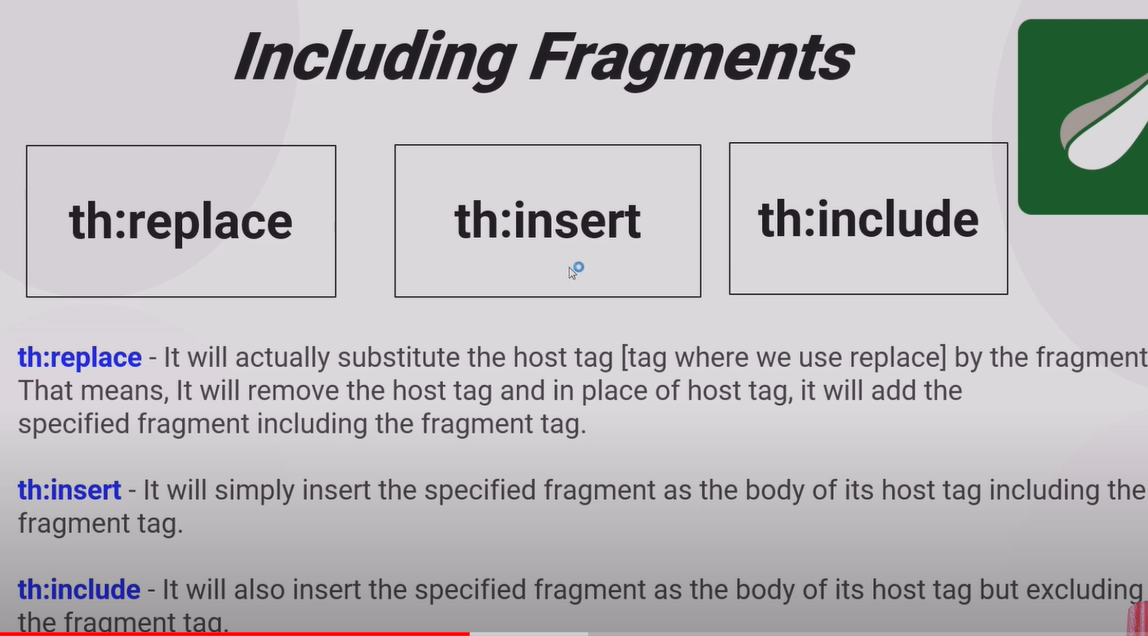 Including Fragments
th:replace
th:insert
th:include
th:replace - It will actually substitute the host tag [tag where we use replace] by the fragment
That means, It will remove the host tag and in place of host tag, it will add the
specified fragment including the fragment tag.
th:insert - It will simply insert the specified fragment as the body of its host tag including the
fragment tag.
th:include - It will also insert the specified fragment as the body of its host tag but excluding
the fragment tag.